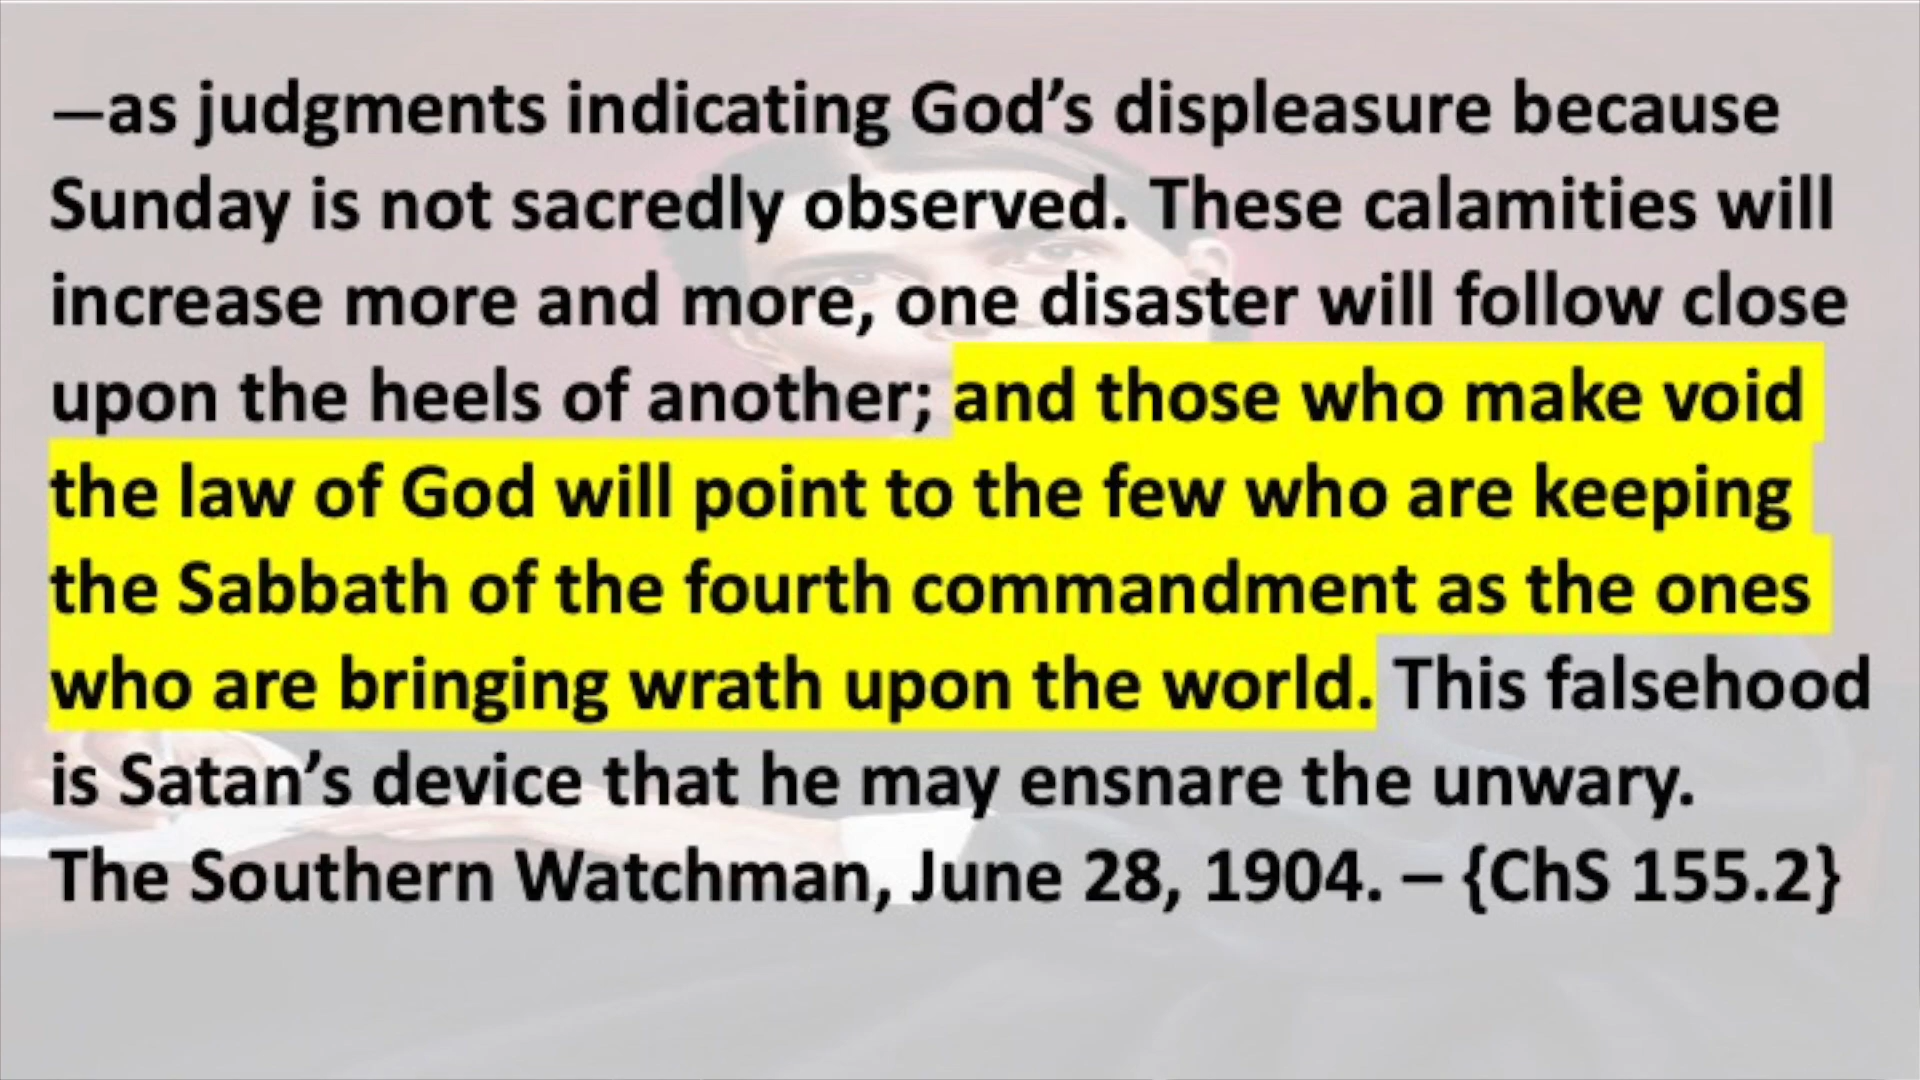 —as judgments indicating God’s displeasure because
Sunday is not sacredly observed. These calamities will
increase more and more, one disaster will follow close
upon the heels of another; and those who make void
the law of God will point to the few who are keeping
the Sabbath of the fourth commandment as the ones
who are bringing wrath upon the world. This falsehood
is Satan’s device that he may ensnare the unwary.
The Southern Watchman, June 28, 1904. – {ChS 155.2}